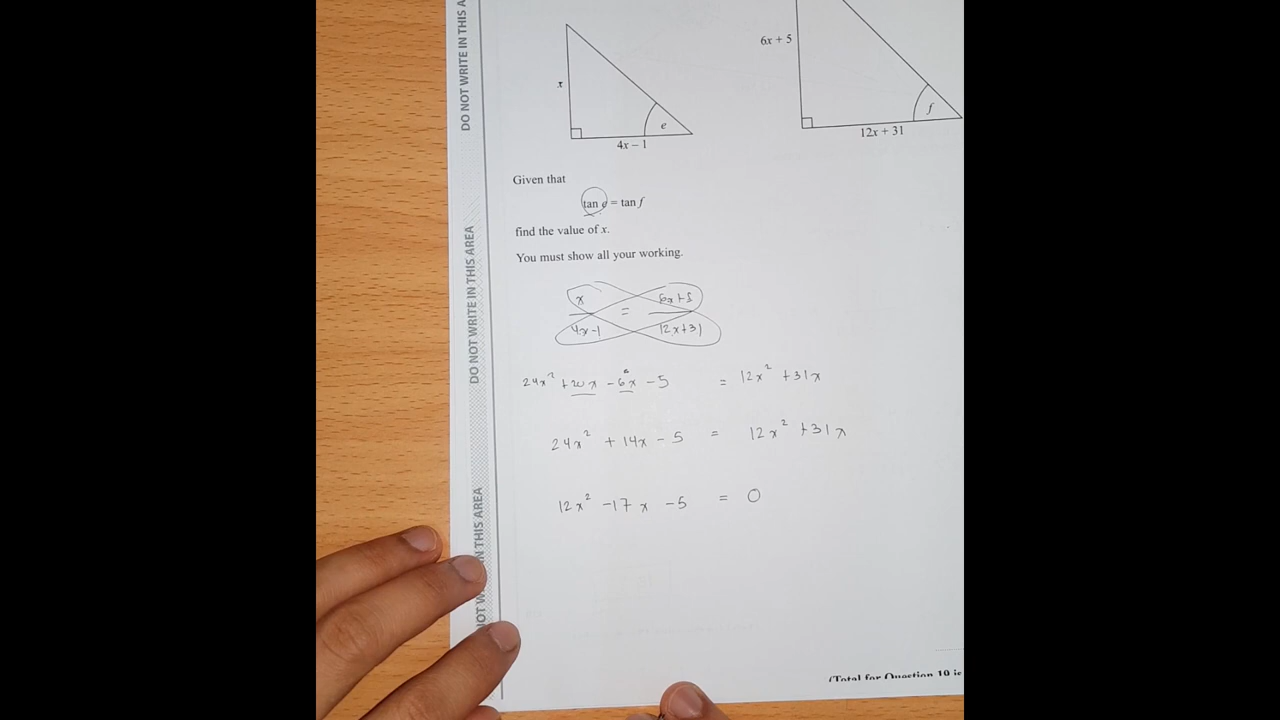 DO NOT WRITE IN THIS A
6x + 5
x
e
f
4x – 1
12x + 31
Given that
tan e = tan f
find the value of x.
You must show all your working.
DO NOT WRITE IN THIS AREA
x/4x-1 = 6x+5/12x+31
24x² + 20x - 6x - 5 = 12x² + 31x
24x² + 14x - 5 = 12x² + 31x
12x² - 17x - 5 = 0
NOT W IN THIS AREA
(Total for Question 10 is